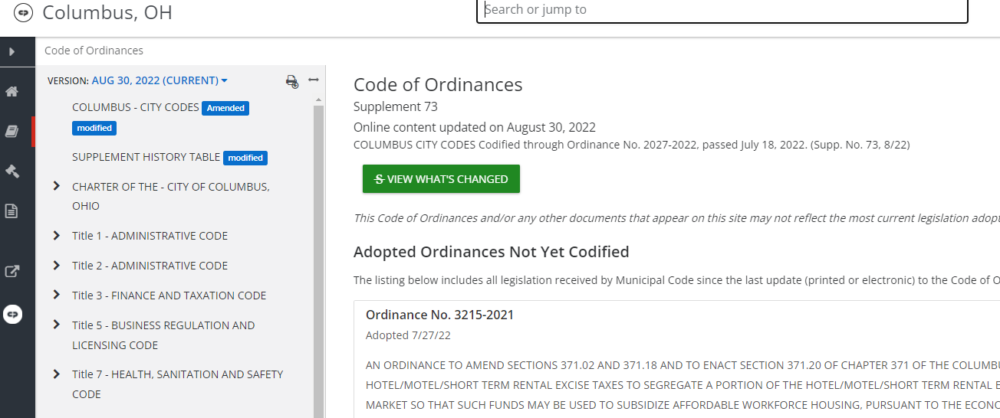 Columbus, OH
Search or jump to
Code of Ordinances
VERSION: AUG 30, 2022 (CURRENT)
COLUMBUS - CITY CODES Amended
modified
SUPPLEMENT HISTORY TABLE modified
CHARTER OF THE - CITY OF COLUMBUS,
OHIO
Title 1 - ADMINISTRATIVE CODE
Title 2 - ADMINISTRATIVE CODE
Title 3 - FINANCE AND TAXATION CODE
Title 5 - BUSINESS REGULATION AND
LICENSING CODE
Title 7 - HEALTH, SANITATION AND SAFETY
CODE
Code of Ordinances
Supplement 73
Online content updated on August 30, 2022
COLUMBUS CITY CODES Codified through Ordinance No. 2027-2022, passed July 18, 2022. (Supp. No. 73, 8/22)
S VIEW WHAT'S CHANGED
This Code of Ordinances and/or any other documents that appear on this site may not reflect the most current legislation adopt
Adopted Ordinances Not Yet Codified
The listing below includes all legislation received by Municipal Code since the last update (printed or electronic) to the Code of O
Ordinance No. 3215-2021
Adopted 7/27/22
AN ORDINANCE TO AMEND SECTIONS 371.02 AND 371.18 AND TO ENACT SECTION 371.20 OF CHAPTER 371 OF THE COLUMBU
HOTEL/MOTEL/SHORT TERM RENTAL EXCISE TAXES TO SEGREGATE A PORTION OF THE HOTEL/MOTEL/SHORT TERM RENTAL E
MARKET SO THAT SUCH FUNDS MAY BE USED TO SUBSIDIZE AFFORDABLE WORKFORCE HOUSING, PURSUANT TO THE ECONO